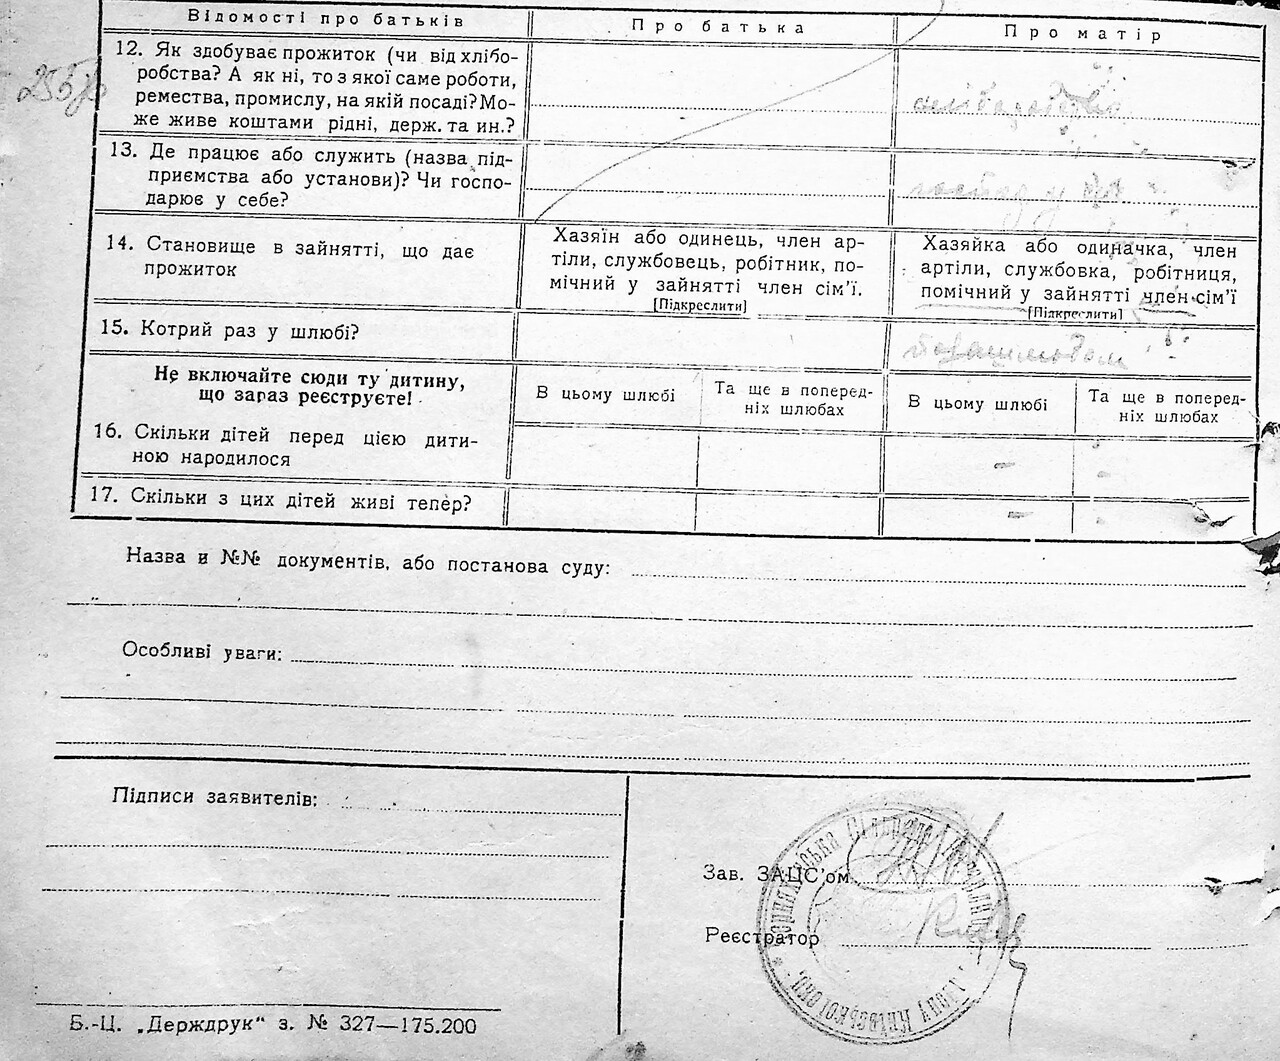 Відомості про батьків
Про батька
Про матір
12. Як здобуває прожиток (чи від хлібо-
робства? А як ні, то з якої саме роботи,
ремества, промислу, на якій посаді? Мо-
же живе коштами рідні, держ. та ин.?
13. Де працює або служить (назва під-
приємства або установи)? Чи госпо-
дарює у себе?
14. Становище в зайнятті, що дає
прожиток
Хазяїн або одинець, член ар-
тіли, службовець, робітник, по-
мічний у зайнятті член сім’ї.
[Підкреслити]
Хазяйка або одиначка, член
артіли, службовка, робітниця,
помічний у зайнятті член сім’ї
[Підкреслити]
15. Котрий раз у шлюбі?
Не включайте сюди ту дитину,
що зараз реєструєте!
В цьому шлюбі
Та ще в поперед-
ніх шлюбах
В цьому шлюбі
Та ще в поперед-
ніх шлюбах
16. Скільки дітей перед цією дити-
ною народилося
– –
17. Скільки з цих дітей живі тепер?
– –
Назва и №№ документів, або постанова суду:
Особливі уваги:
Підписи заявителів:
Зав. ЗАЦС’ом
Реєстратор
Б.-Ц. „Держдрук“ з. № 327—175.200